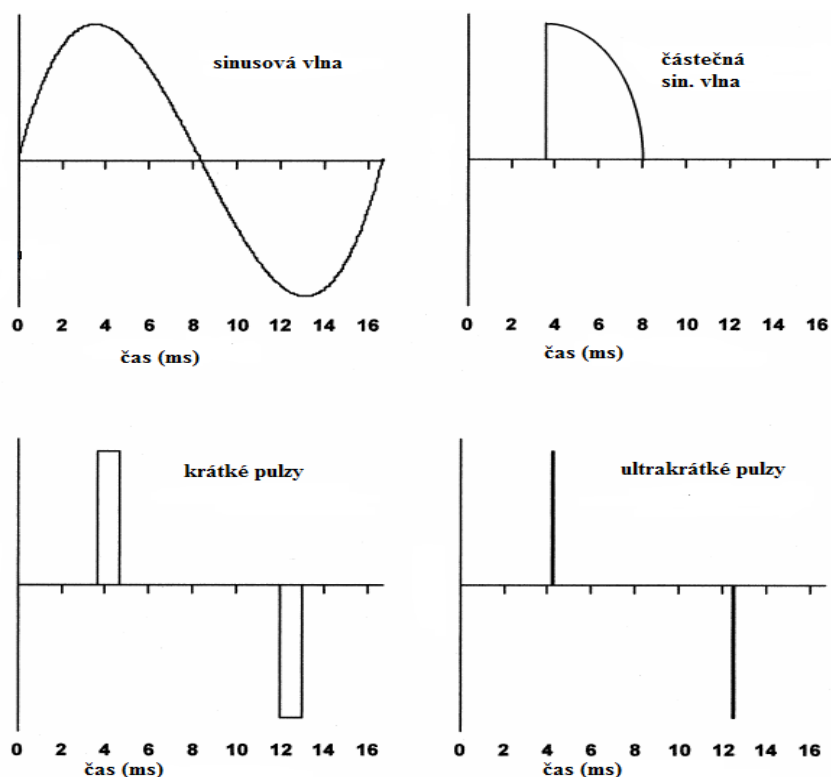 sinusová vlna
0 2 4 6 8 10 12 14 16
čas (ms)
částečná
sin. vlna
0 2 4 6 8 10 12 14 16
čas (ms)
krátké pulzy
0 2 4 6 8 10 12 14 16
čas (ms)
ultrakrátké pulzy
0 2 4 6 8 10 12 14 16
čas (ms)